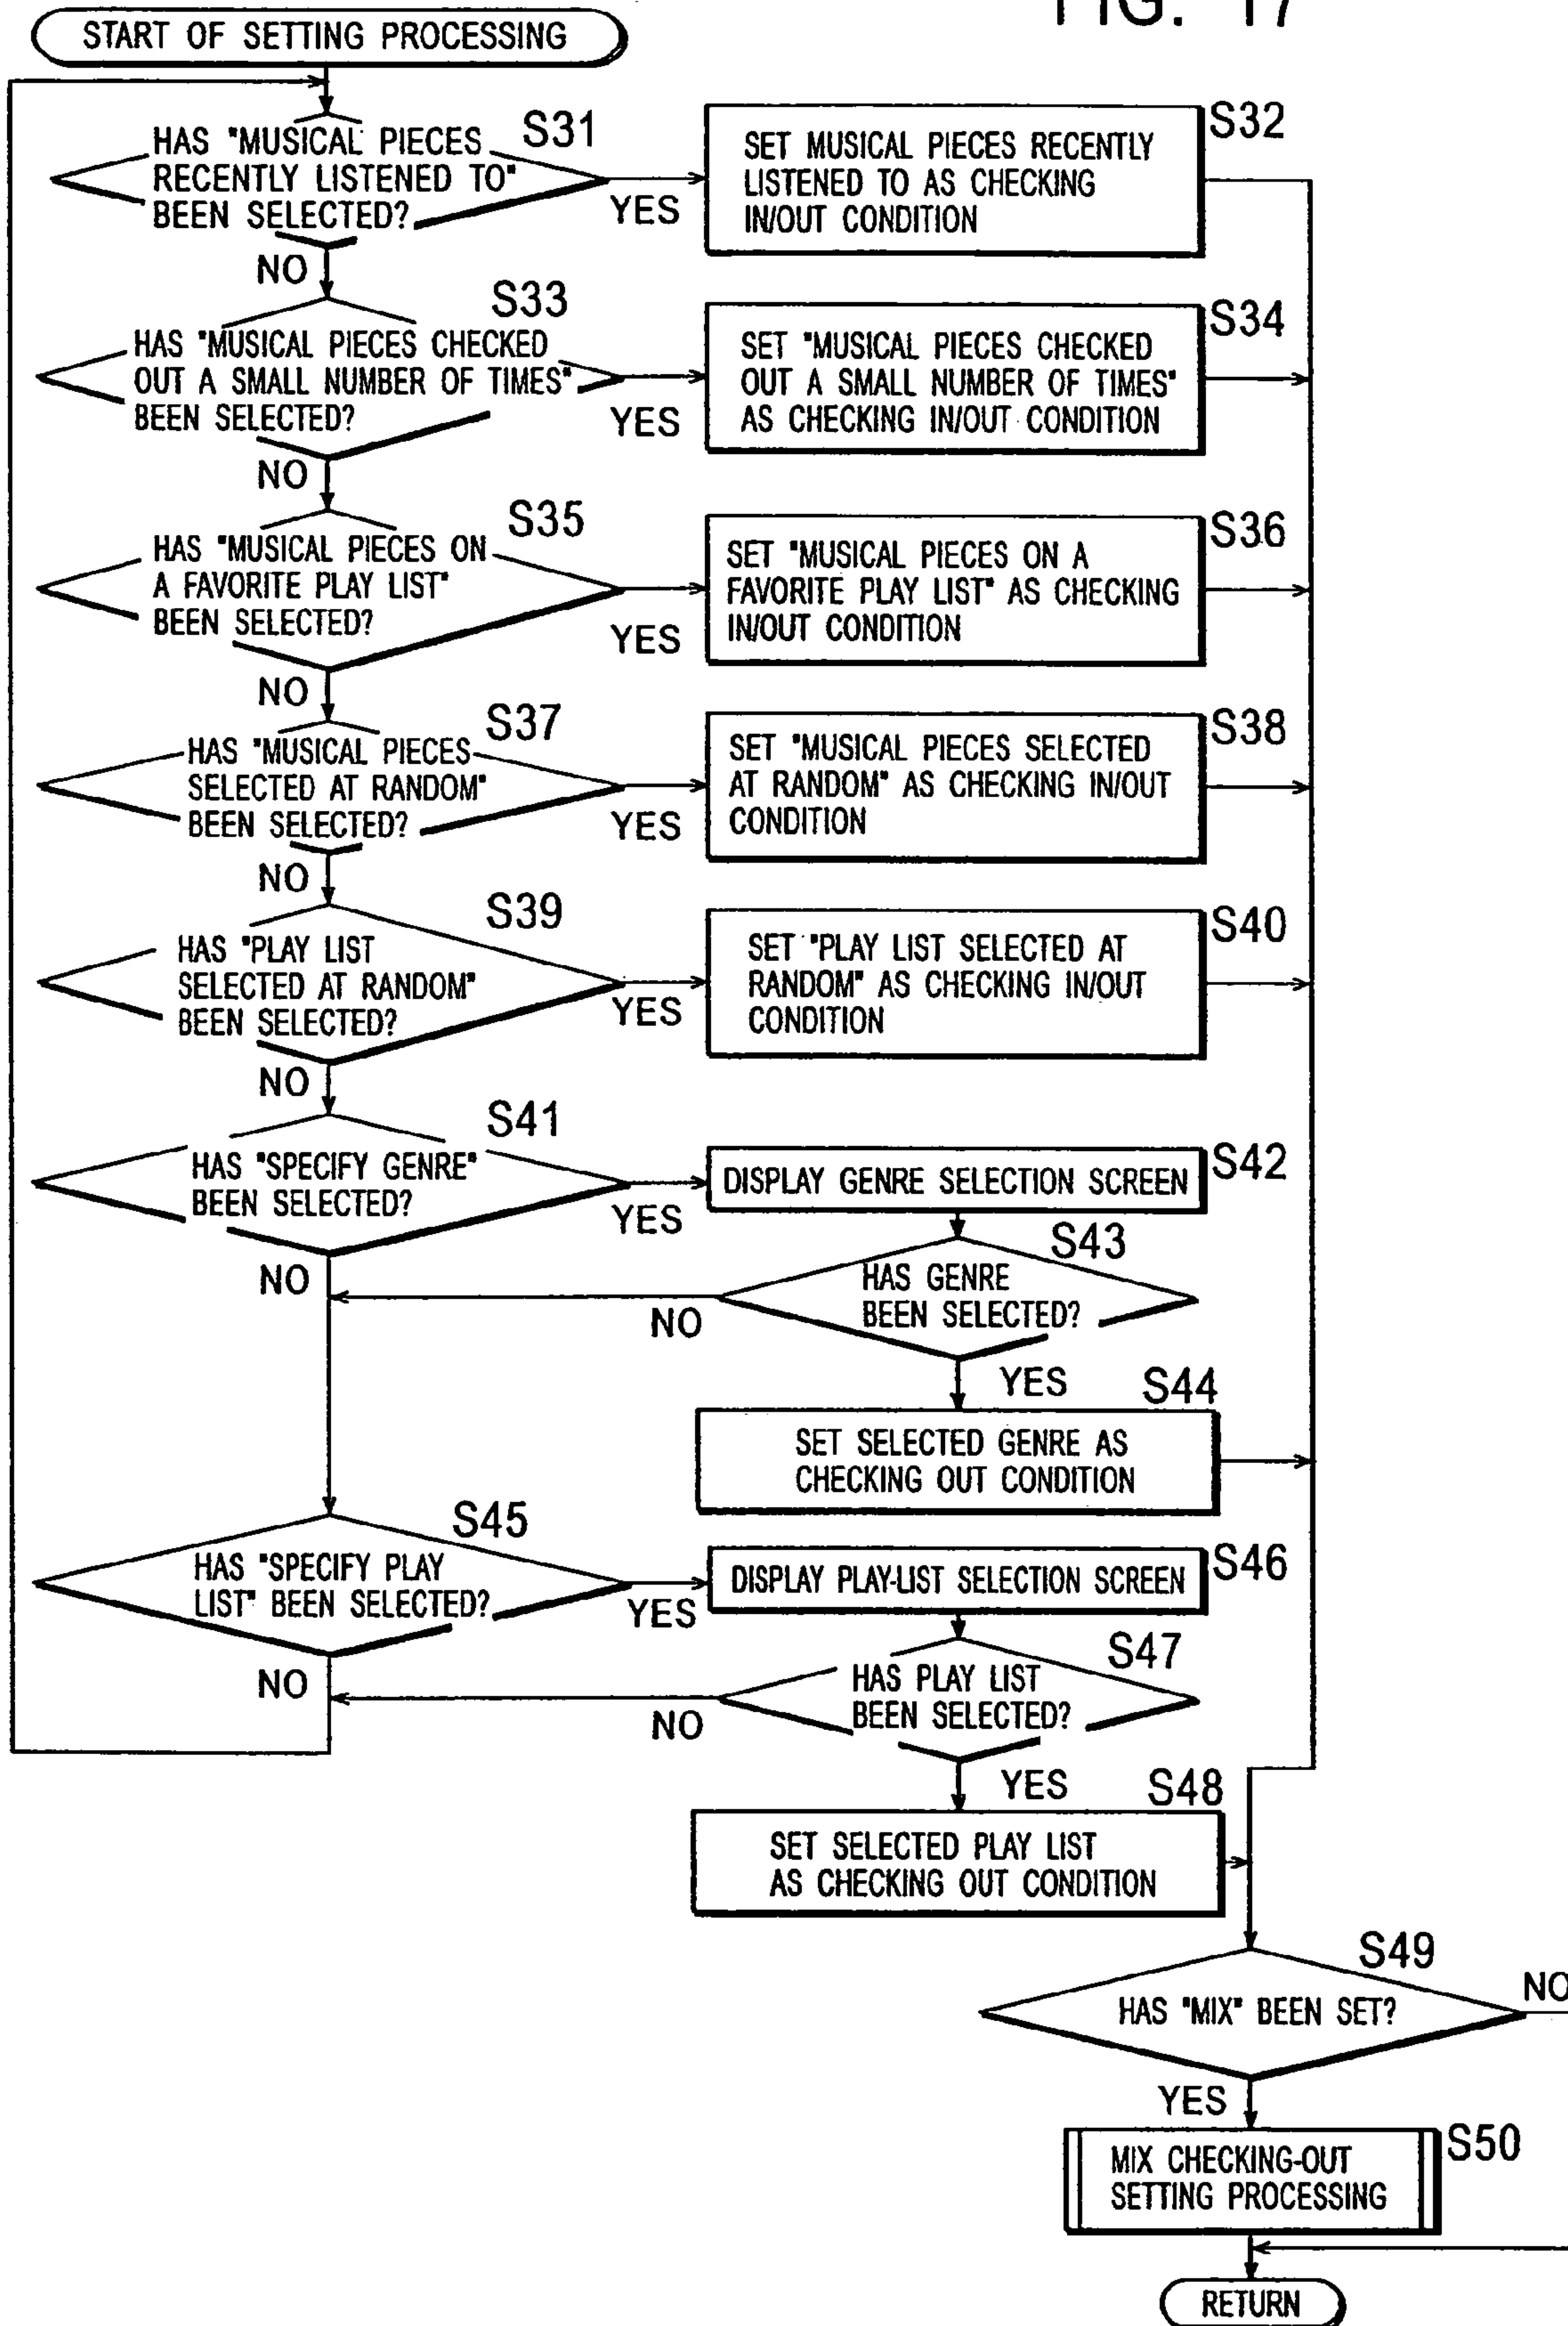 FIG. 17
START OF SETTING PROCESSING
HAS "MUSICAL PIECES
RECENTLY LISTENED TO"
BEEN SELECTED?
S31
YES
NO
SET MUSICAL PIECES RECENTLY
LISTENED TO AS CHECKING
IN/OUT CONDITION
S32
HAS "MUSICAL PIECES CHECKED
OUT A SMALL NUMBER OF TIMES"
BEEN SELECTED?
S33
YES
NO
SET "MUSICAL PIECES CHECKED
OUT A SMALL NUMBER OF TIMES"
AS CHECKING IN/OUT CONDITION
S34
HAS "MUSICAL PIECES ON
A FAVORITE PLAY LIST"
BEEN SELECTED?
S35
YES
NO
SET "MUSICAL PIECES ON A
FAVORITE PLAY LIST" AS CHECKING
IN/OUT CONDITION
S36
HAS "MUSICAL PIECES
SELECTED AT RANDOM"
BEEN SELECTED?
S37
YES
NO
SET "MUSICAL PIECES SELECTED
AT RANDOM" AS CHECKING IN/OUT
CONDITION
S38
HAS "PLAY LIST
SELECTED AT RANDOM"
BEEN SELECTED?
S39
YES
NO
SET "PLAY LIST SELECTED AT
RANDOM" AS CHECKING IN/OUT
CONDITION
S40
HAS "SPECIFY GENRE"
BEEN SELECTED?
S41
YES
NO
DISPLAY GENRE SELECTION SCREEN
S42
HAS GENRE
BEEN SELECTED?
S43
NO
YES
SET SELECTED GENRE AS
CHECKING OUT CONDITION
S44
HAS "SPECIFY PLAY
LIST" BEEN SELECTED?
S45
YES
NO
DISPLAY PLAY-LIST SELECTION SCREEN
S46
HAS PLAY LIST
BEEN SELECTED?
S47
NO
YES
SET SELECTED PLAY LIST
AS CHECKING OUT CONDITION
S48
HAS "MIX" BEEN SET?
S49
NO
YES
MIX CHECKING-OUT
SETTING PROCESSING
S50
RETURN